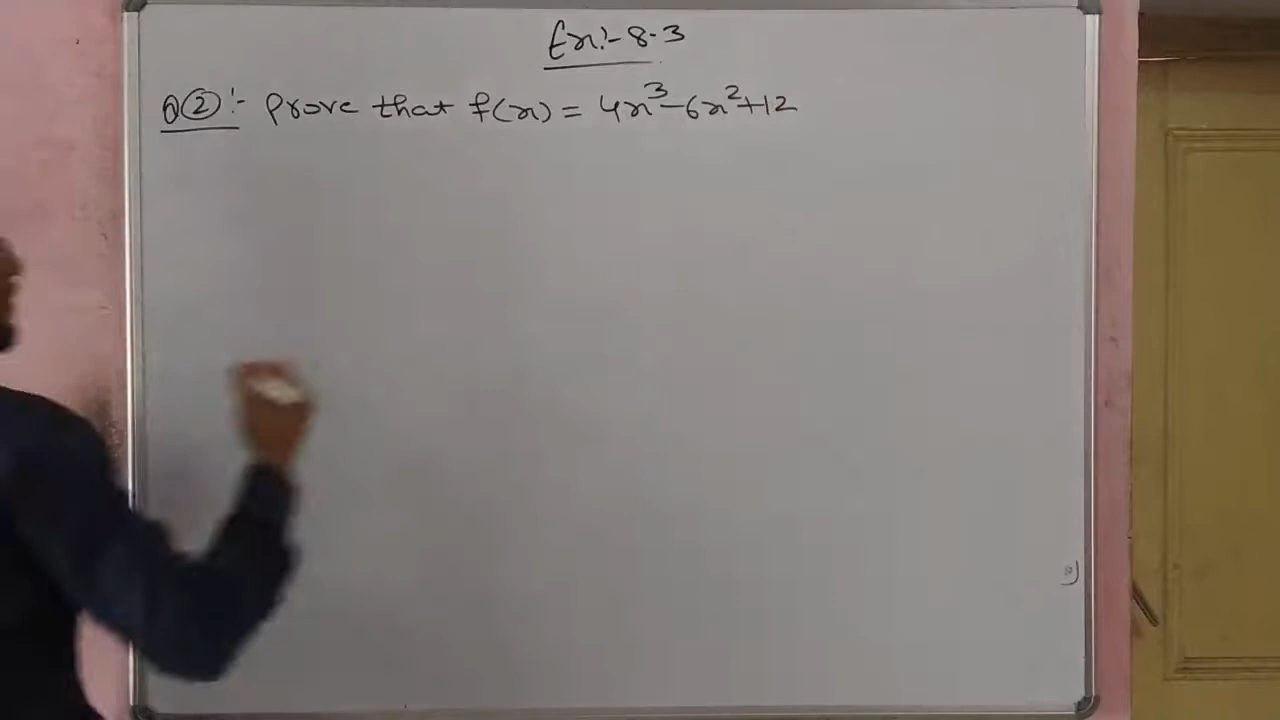 Ex:- 8.3
Q②:- Prove that f(x) = 4x³-6x²+12